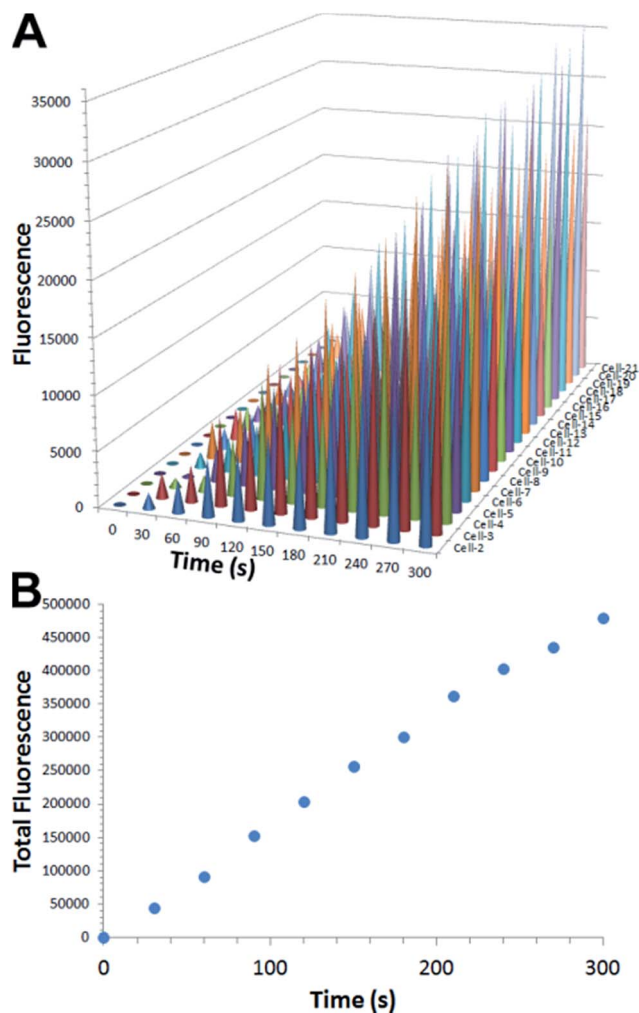 A
35000
30000
25000
20000
15000
10000
5000
0
Fluorescence
0 30 60 90 120 150 180 210 240 270 300
Time (s)
Cell-21
Cell-20
Cell-19
Cell-18
Cell-17
Cell-16
Cell-15
Cell-14
Cell-13
Cell-12
Cell-11
Cell-10
Cell-9
Cell-8
Cell-7
Cell-6
Cell-5
Cell-4
Cell-3
Cell-2
B
500000
450000
400000
350000
300000
250000
200000
150000
100000
50000
0
Total Fluorescence
0 100 200 300
Time (s)